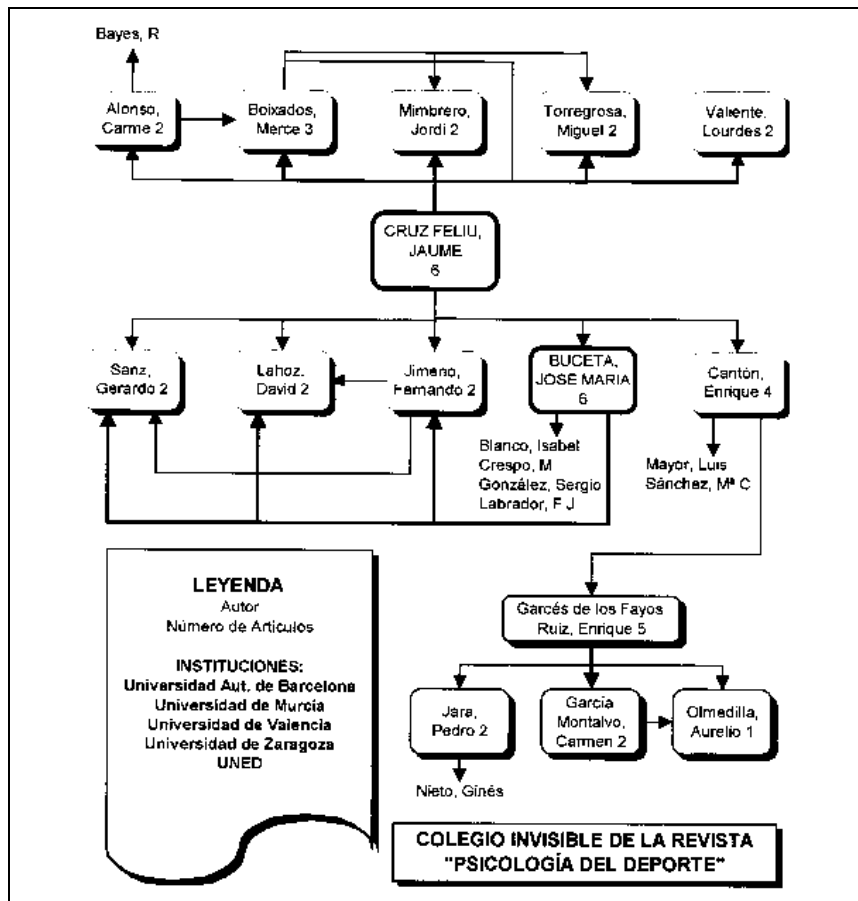 Bayes, R
Alonso,
Carme 2
Boixados,
Merce 3
Mimbrero,
Jordi 2
Torregrosa,
Miguel 2
Valiente,
Lourdes 2
CRUZ FELIU,
JAUME
6
Sanz,
Gerardo 2
Lahoz,
David 2
Jimeno,
Fernando 2
BUCETA,
JOSE MARIA
6
Cantón,
Enrique 4
Blanco, Isabel
Crespo, M
González, Sergio
Labrador, F J
Mayor, Luis
Sánchez, Mª C
LEYENDA
Autor
Número de Artículos
INSTITUCIONES:
Universidad Aut. de Barcelona
Universidad de Murcia
Universidad de Valencia
Universidad de Zaragoza
UNED
Garcés de los Fayos
Ruiz, Enrique 5
Jara,
Pedro 2
García
Montalvo,
Carmen 2
Olmedilla,
Aurelio 1
Nieto, Ginés
COLEGIO INVISIBLE DE LA REVISTA
"PSICOLOGÍA DEL DEPORTE"